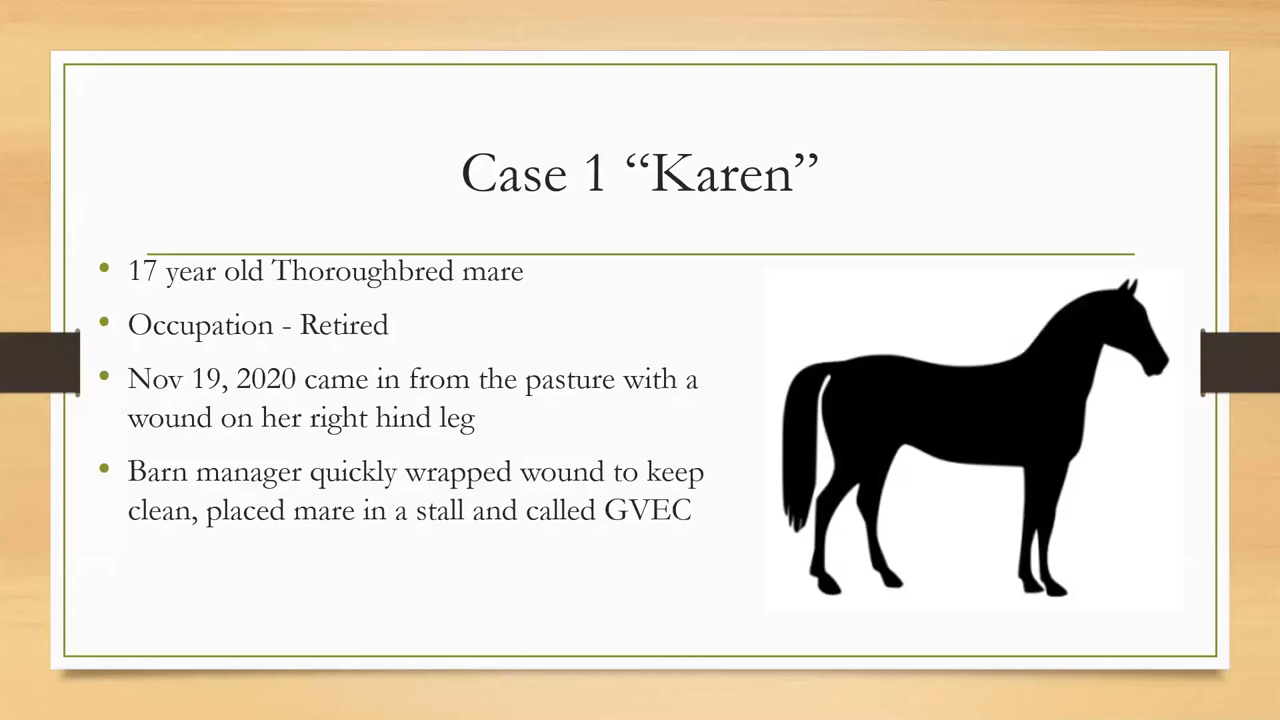 Case 1 “Karen”
• 17 year old Thoroughbred mare
• Occupation - Retired
• Nov 19, 2020 came in from the pasture with a
wound on her right hind leg
• Barn manager quickly wrapped wound to keep
clean, placed mare in a stall and called GVEC